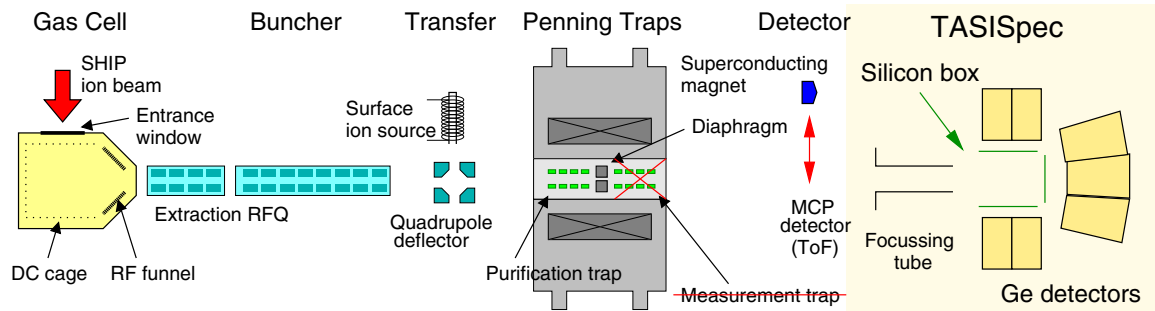 Gas Cell
Buncher
Transfer
Penning Traps
Detector
TASISpec
SHIP
ion beam
Entrance
window
Surface
ion source
Superconducting
magnet
Diaphragm
Silicon box
Extraction RFQ
Quadrupole
deflector
MCP
detector
(ToF)
Focussing
tube
DC cage
RF funnel
Purification trap
Measurement trap
Ge detectors